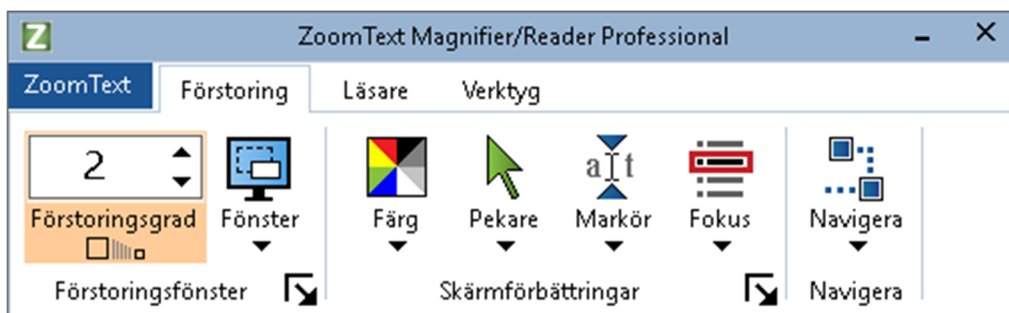 Z ZoomText Magnifier/Reader Professional
ZoomText Förstoring Läsare Verktyg
2
Förstoringsgrad Fönster Färg Pekare a t Markör Fokus Navigera
Förstoringsfönster Skärmförbättringar Navigera